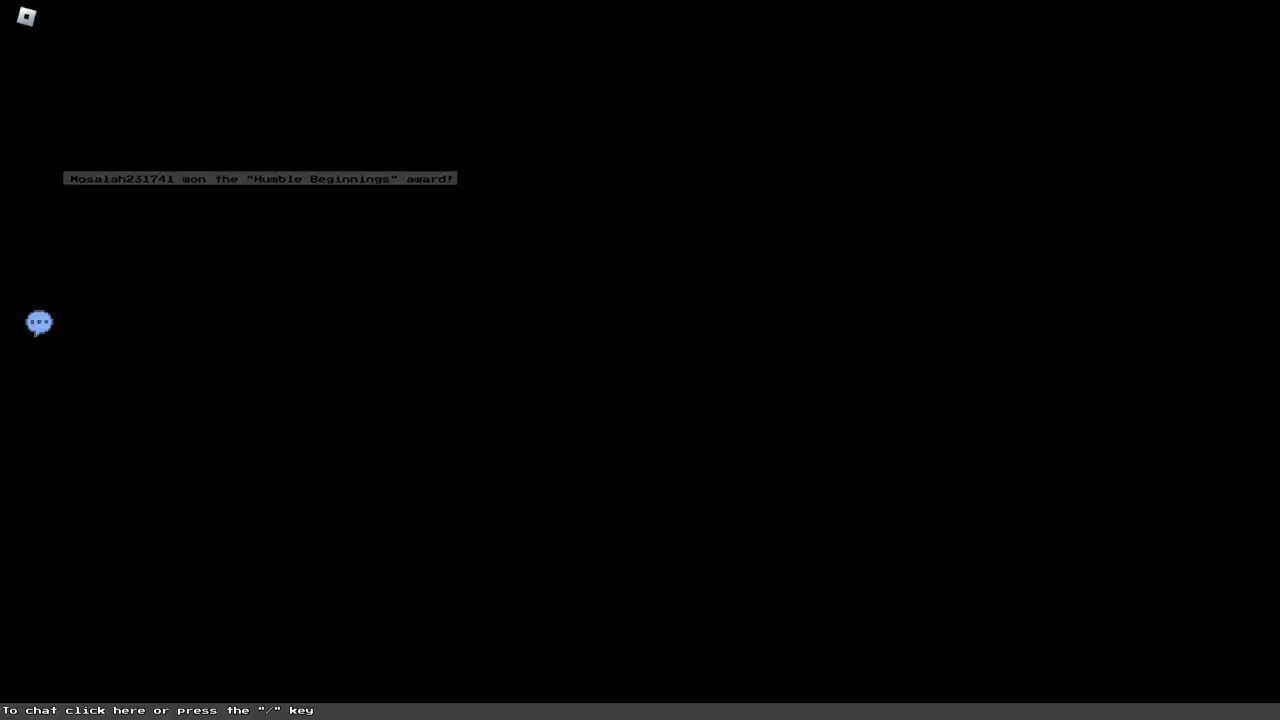 Mosalah231741 won the "Humble Beginnings" award!
To chat click here or press the "/" key